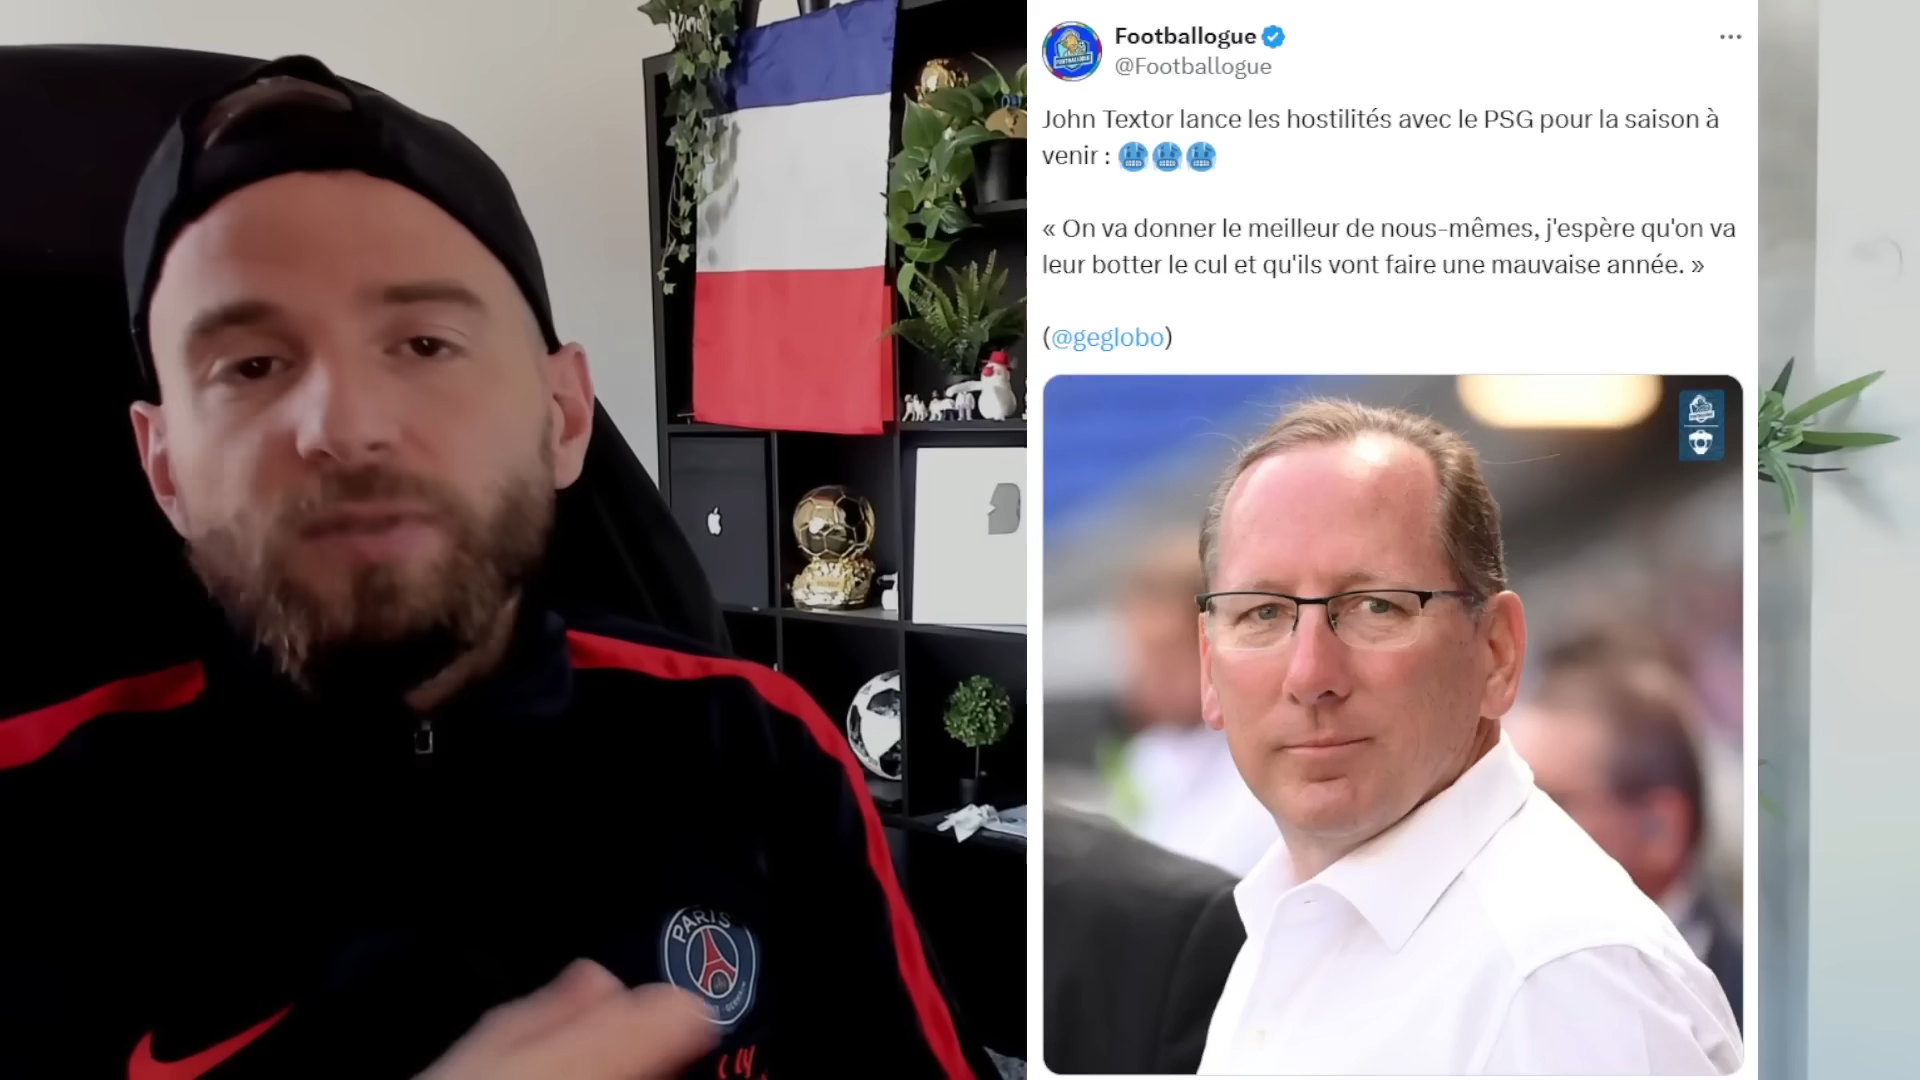 Footballogue
@Footballogue
John Textor lance les hostilités avec le PSG pour la saison à
venir :
« On va donner le meilleur de nous-mêmes, j'espère qu'on va
leur botter le cul et qu'ils vont faire une mauvaise année. »
(@geglobo)
PARIS